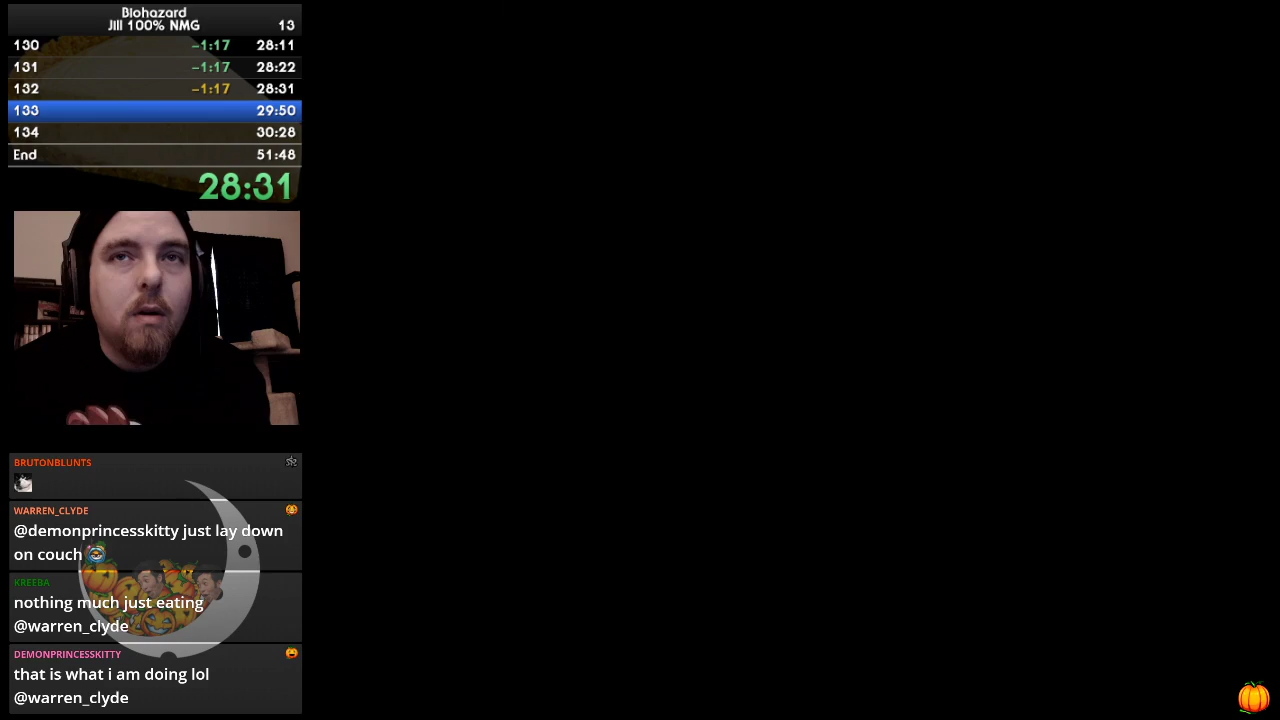 Biohazard
Jill 100% NMG 13
130 -1:17 28:11
131 -1:17 28:22
132 -1:17 28:31
133 29:50
134 30:28
End 51:48
28:31
BRUTONBLUNTS
WARREN_CLYDE
@demonprincesskitty just lay down
on couch
KREEBA
nothing much just eating
@warren_clyde
DEMONPRINCESSKITTY
that is what i am doing lol
@warren_clyde